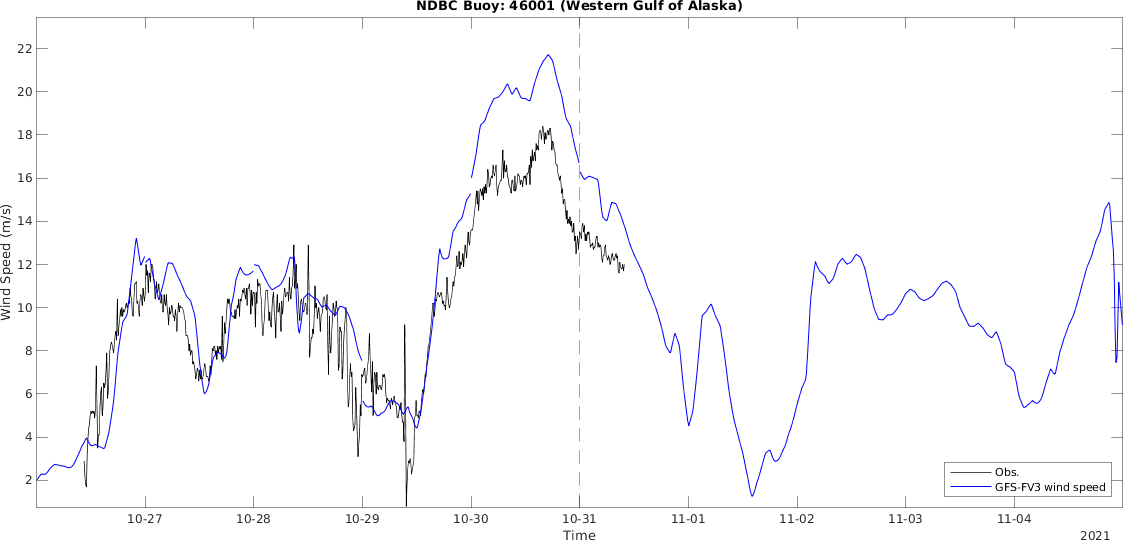 NDBC Buoy: 46001 (Western Gulf of Alaska)
Wind Speed (m/s)
22
20
18
16
14
12
10
8
6
4
2
Obs.
GFS-FV3 wind speed
10-27 10-28 10-29 10-30 10-31 11-01 11-02 11-03 11-04
Time
2021